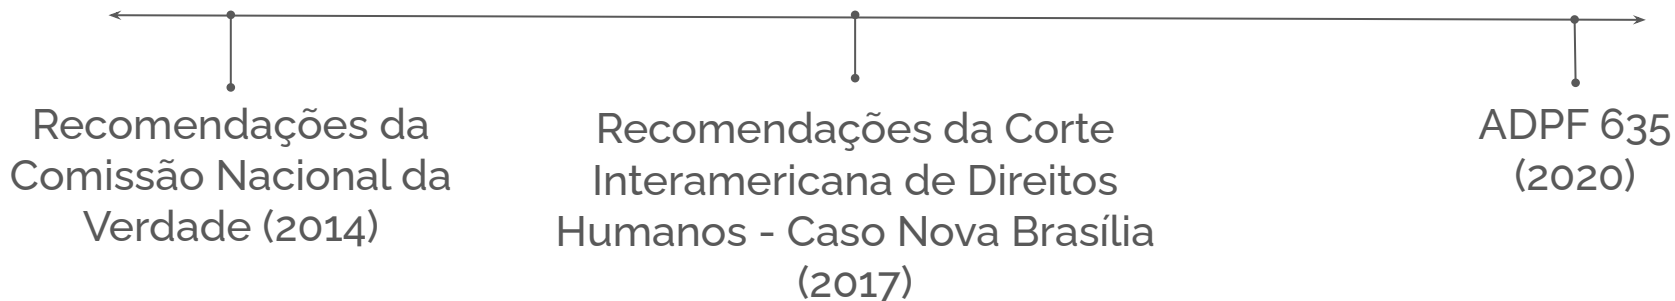 Recomendações da
Comissão Nacional da
Verdade (2014)
Recomendações da Corte
Interamericana de Direitos
Humanos - Caso Nova Brasília
(2017)
ADPF 635
(2020)